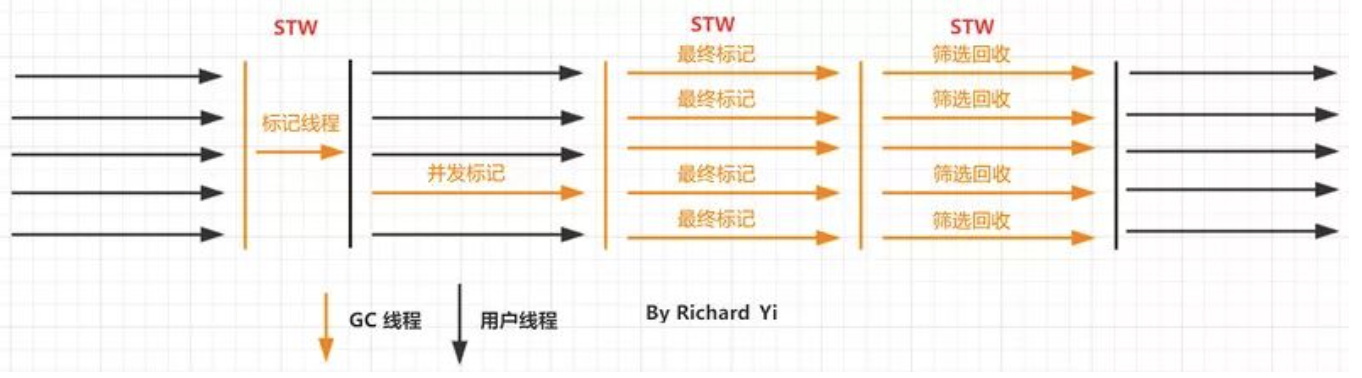 STW
STW
STW
标记线程
并发标记
最终标记
最终标记
最终标记
最终标记
筛选回收
筛选回收
筛选回收
筛选回收
GC 线程
用户线程
By Richard Yi